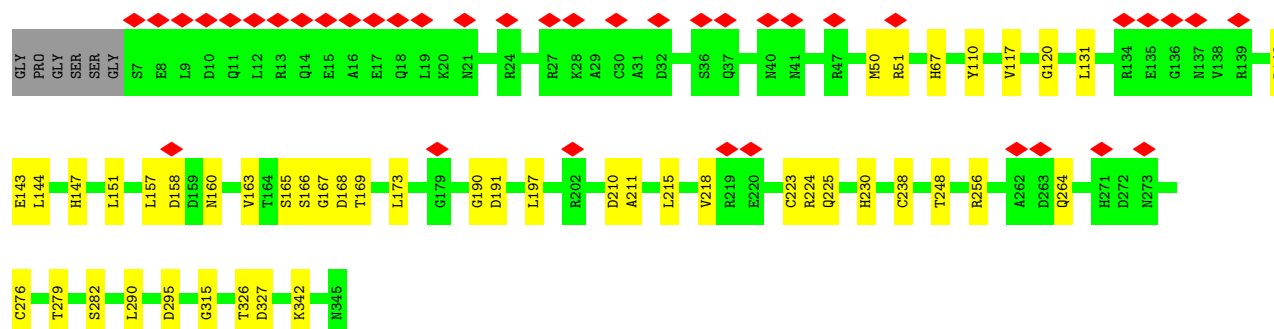 GLY PRO GLY SER SER GLY S7 E8 L9 D10 Q11 L12 R13 Q14 E15 A16 E17 Q18 L19 K20 N21 R24 R27 K28 A29 C30 A31 D32 S36 Q37 N40 N41 R47 M50 R51 H67 Y110 V117 G120 L131 R134 E135 G136 N137 V138 R139
E143 L144 H147 L151 L157 D158 D159 N160 V163 T164 S165 S166 G167 D168 T169 L173 G179 G190 D191 L197 R202 D210 A211 L215 V218 R219 E220 C223 R224 Q225 H230 C238 T248 R256 A262 D263 Q264 H271 D272 N273
C276 T279 S282 L290 D295 G315 T326 D327 K342 N345